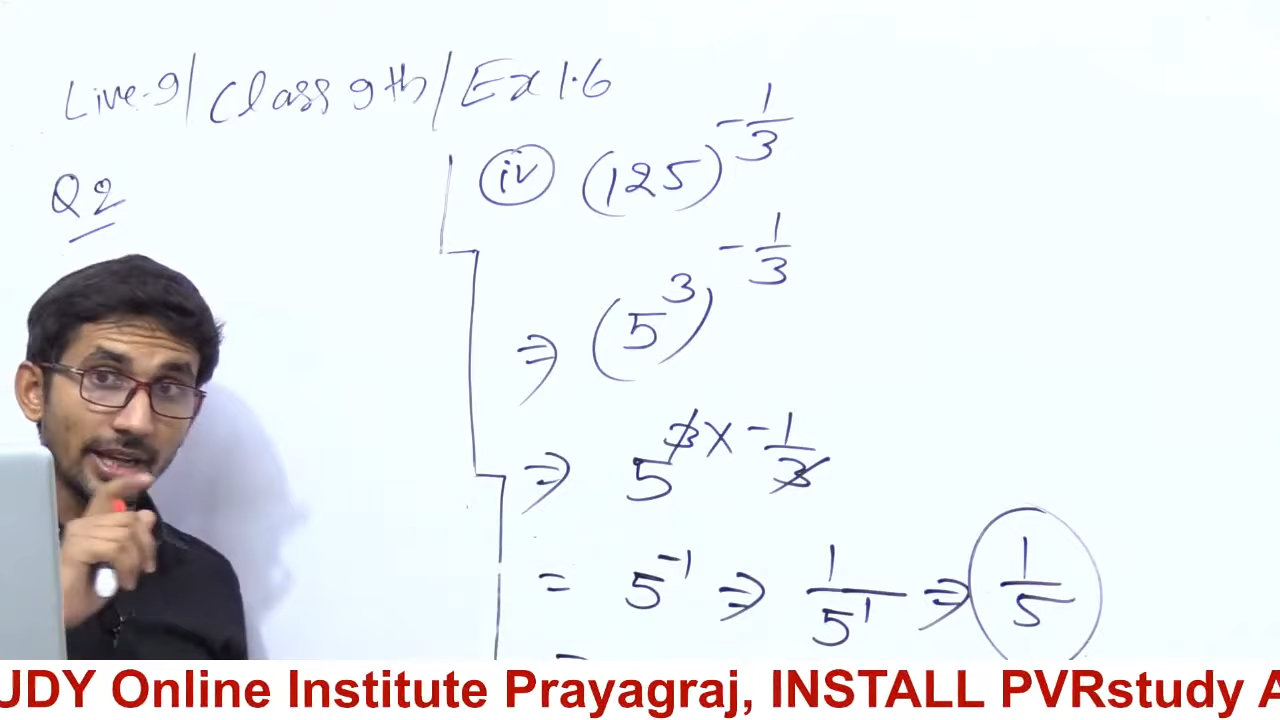 Live-9/Class 9th/Ex 1.6
Q2
(iv) (125)^{-1/3}
⇒ (5^3)^{-1/3}
⇒ 5^{3 × -1/3}
= 5^{-1} ⇒ 1/5^1 ⇒ 1/5
=
UDY Online Institute Prayagraj, INSTALL PVRstudy A